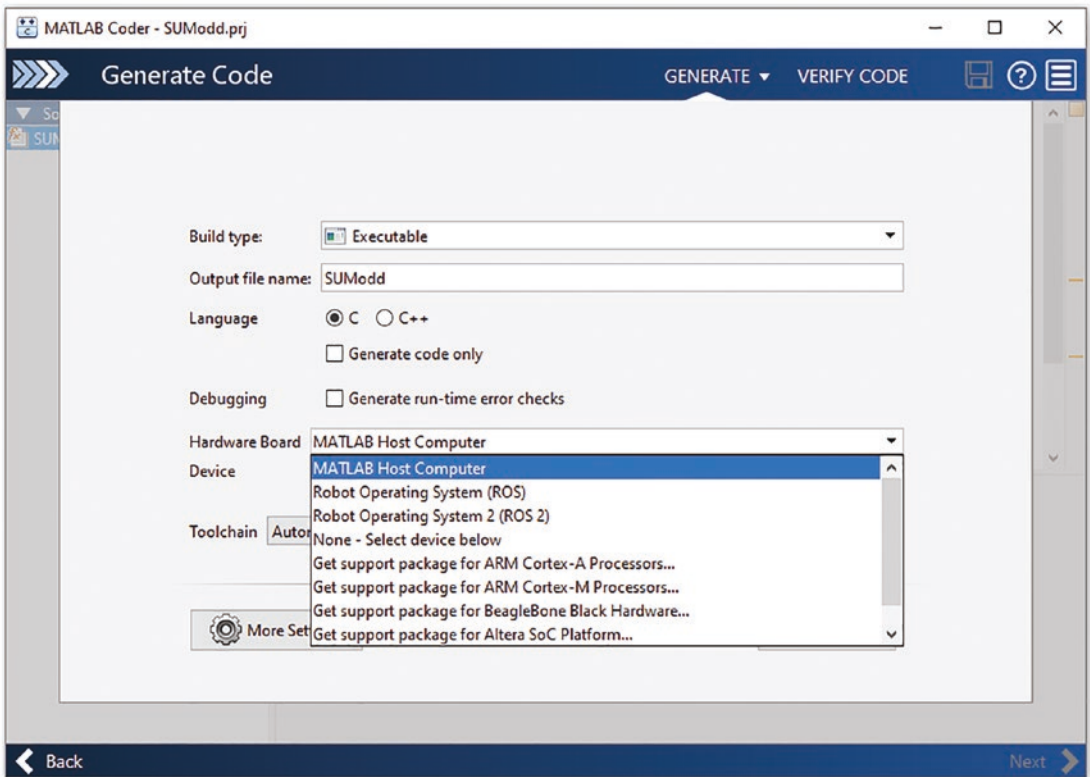 MATLAB Coder - SUModd.prj
Generate Code GENERATE VERIFY CODE
Build type: Executable
Output file name: SUModd
Language C C++
Generate code only
Debugging Generate run-time error checks
Hardware Board MATLAB Host Computer
Device MATLAB Host Computer
Robot Operating System (ROS)
Robot Operating System 2 (ROS 2)
Toolchain
None - Select device below
Get support package for ARM Cortex-A Processors...
Get support package for ARM Cortex-M Processors...
Get support package for BeagleBone Black Hardware...
More
Get support package for Altera SoC Platform...
Back Next